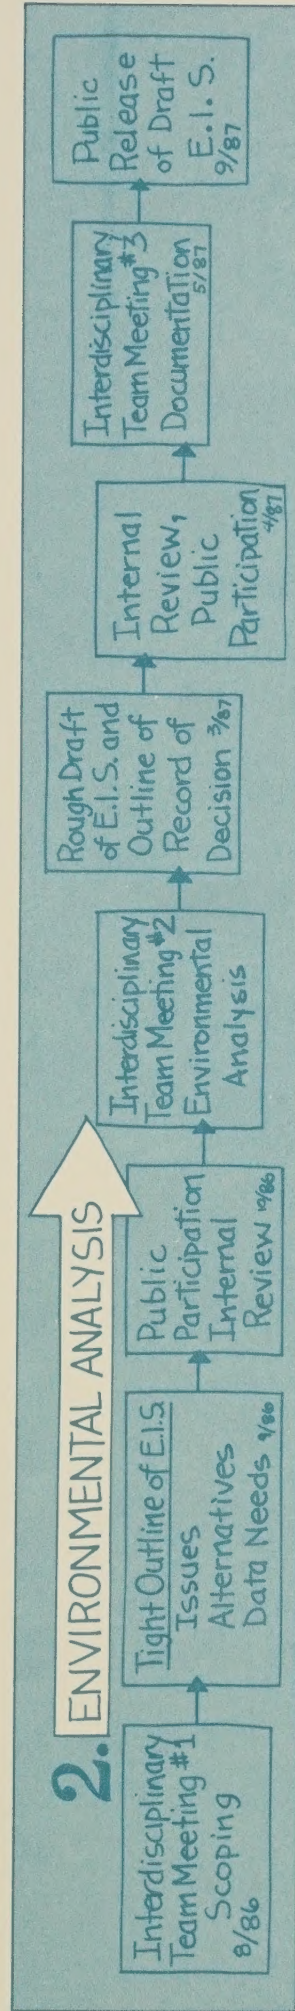 2. ENVIRONMENTAL ANALYSIS
Interdisciplinary
Team Meeting #1
Scoping
8/86
Tight Outline of E.I.S.
Issues
Alternatives
Data Needs 9/86
Public
Participation
Internal
Review 10/86
Interdisciplinary
Team Meeting #2
Environmental
Analysis
Rough Draft
of E.I.S. and
Outline of
Record of
Decision 3/87
Internal
Review,
Public
Participation
4/87
Interdisciplinary
Team Meeting #3
Documentation
5/87
Public
Release
of Draft
E.I.S.
9/87